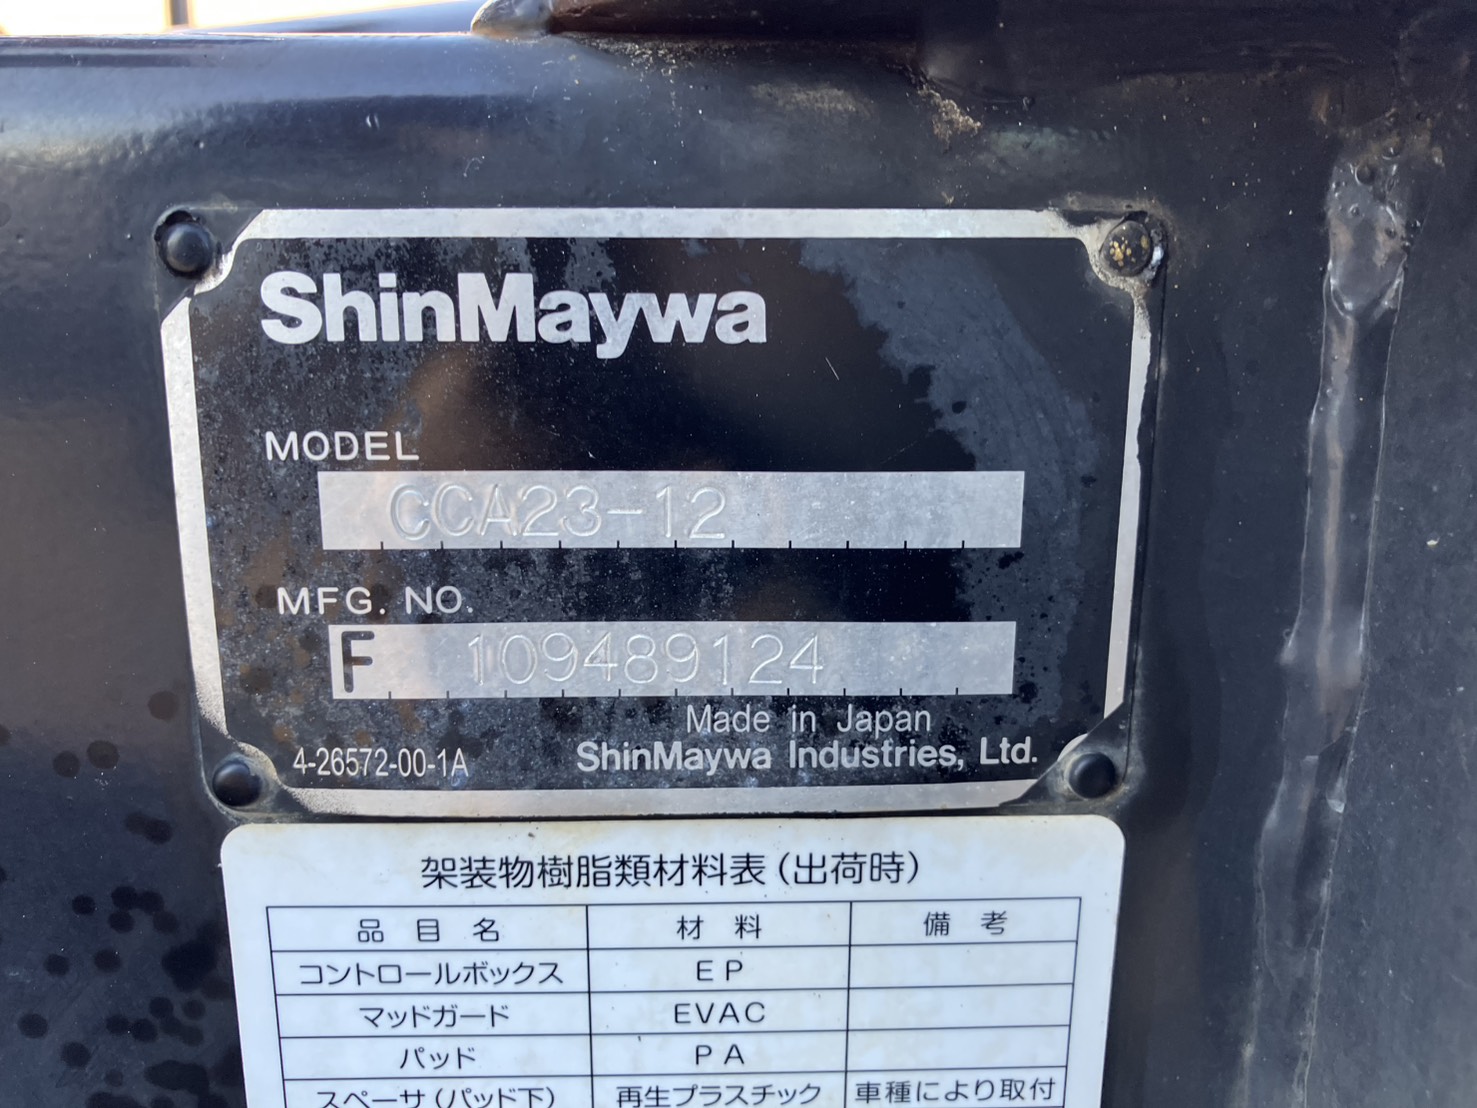 ShinMaywa
MODEL
CCA23-12
MFG. NO.
F 109489124
Made in Japan
4-26572-00-1A ShinMaywa Industries, Ltd.
架装物樹脂類材料表(出荷時)
品目名 材料 備考
コントロールボックス EP
マッドガード EVAC
パッド PA
スペーサ(パッド下) 再生プラスチック 車種により取付